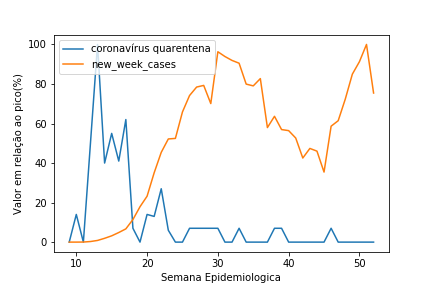 coronavírus quarentena
new_week_cases
Valor em relação ao pico(%)
100
80
60
40
20
0
10 20 30 40 50
Semana Epidemiologica